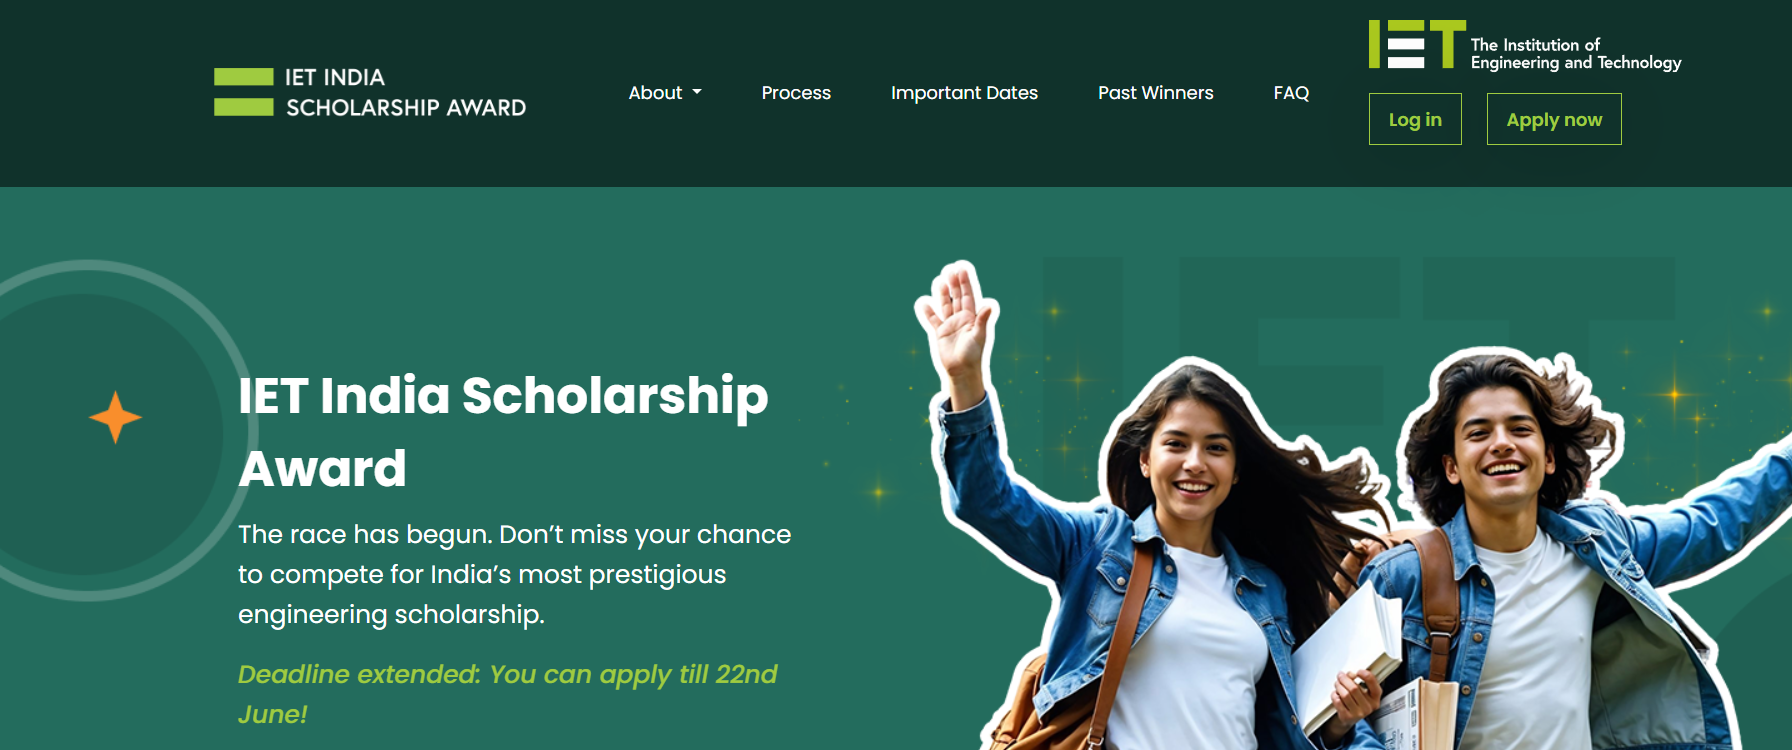 IET INDIA
SCHOLARSHIP AWARD
About
Process
Important Dates
Past Winners
FAQ
IET The Institution of
Engineering and Technology
Log in
Apply now
IET India Scholarship
Award
The race has begun. Don’t miss your chance
to compete for India’s most prestigious
engineering scholarship.
Deadline extended: You can apply till 22nd
June!
IET